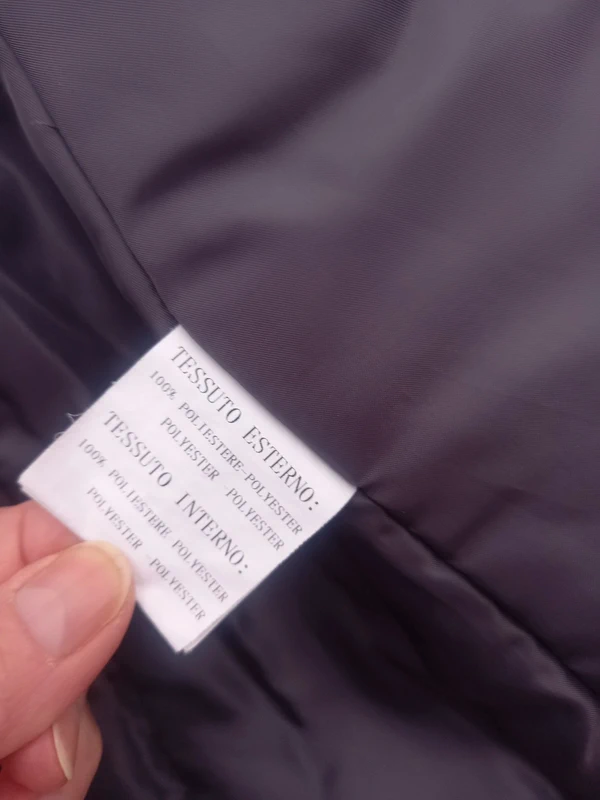 TESSUTO ESTERNO:
100% POLIESTERE-POLYESTER
POLYESTER -POLYESTER
TESSUTO INTERNO:
100% POLIESTERE POLYESTER
POLYESTER -POLYESTER